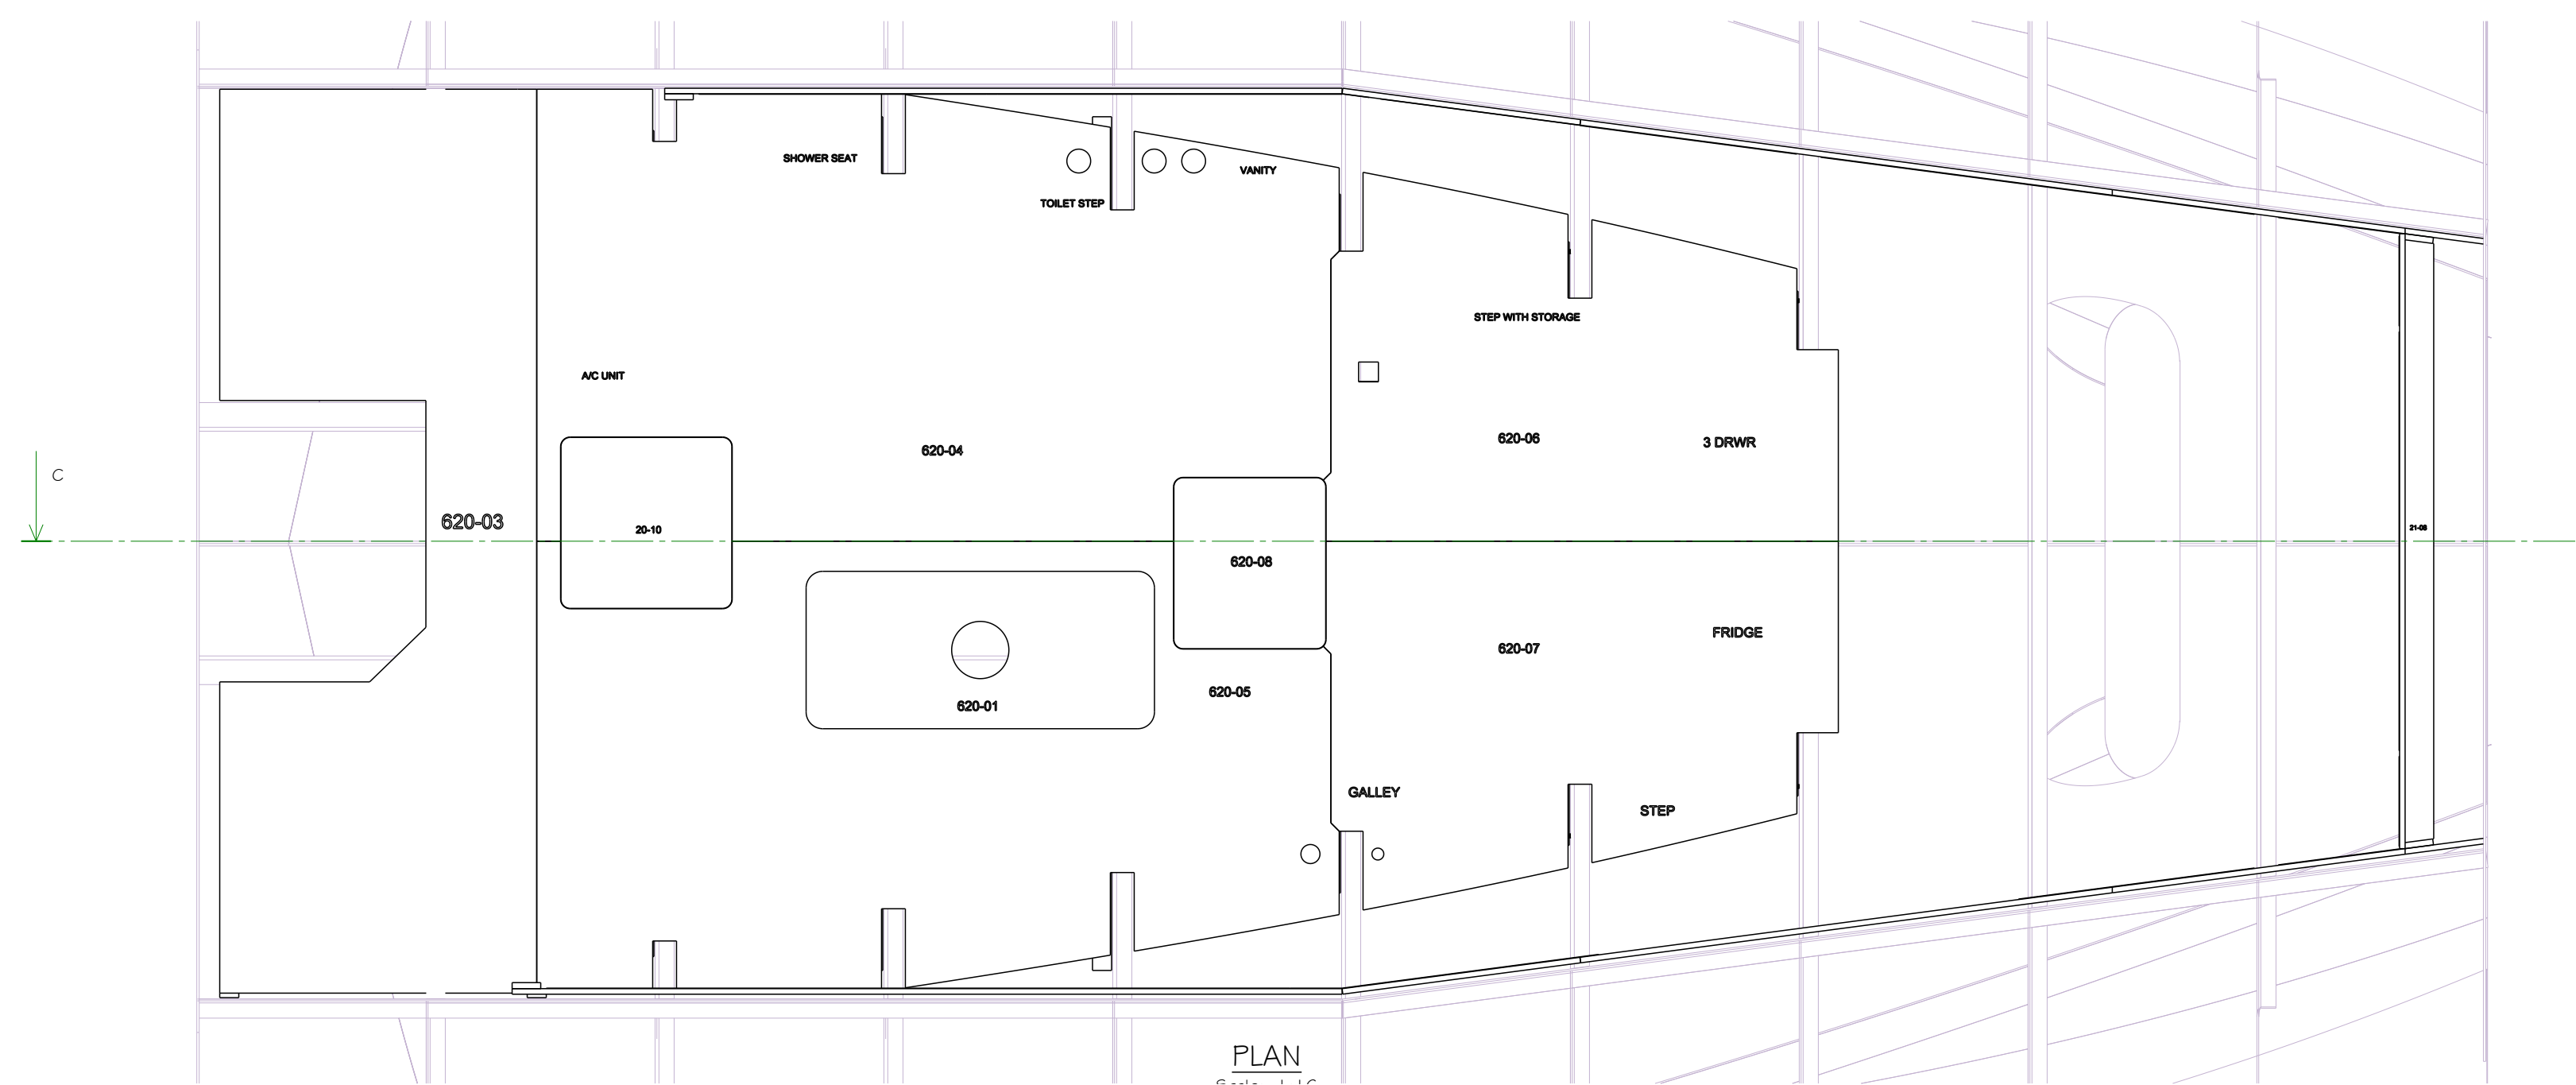 SHOWER SEAT
VANITY
TOILET STEP
STEP WITH STORAGE
A/C UNIT
620-04
620-06
3 DRWR
C
620-03
20-10
21-08
620-08
FRIDGE
620-07
620-05
620-01
GALLEY
STEP
PLAN